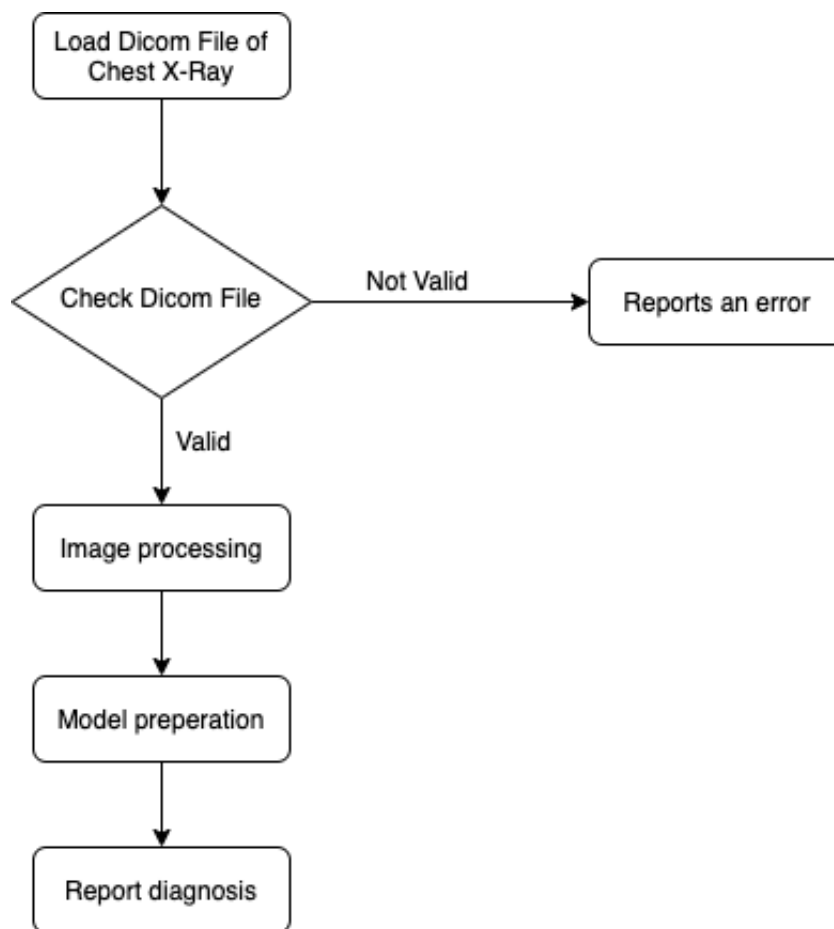 Load Dicom File of
Chest X-Ray
Check Dicom File
Not Valid
Reports an error
Valid
Image processing
Model preperation
Report diagnosis